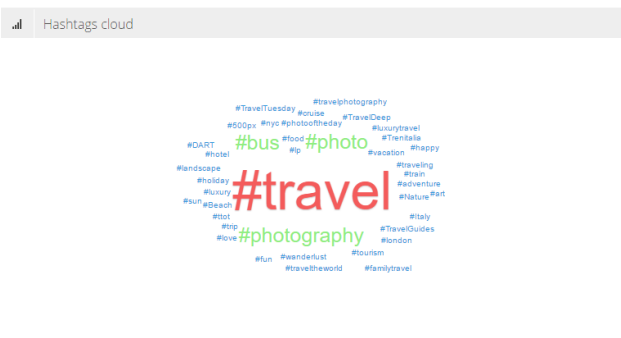 Hashtags cloud
#travelphotography
#TravelTuesday
#cruise
#TravelDeep
#500px #nyc #photooftheday
#luxurytravel
#DART #bus #food #photo #Trenitalia
#hotel #lp #vacation #happy
#landscape #traveling
#train
#holiday #travel #adventure
#luxury #Nature #art
#sun #Beach
#ttot #Italy
#trip #TravelGuides
#love #photography #london
#fun #wanderlust #tourism
#traveltheworld #familytravel